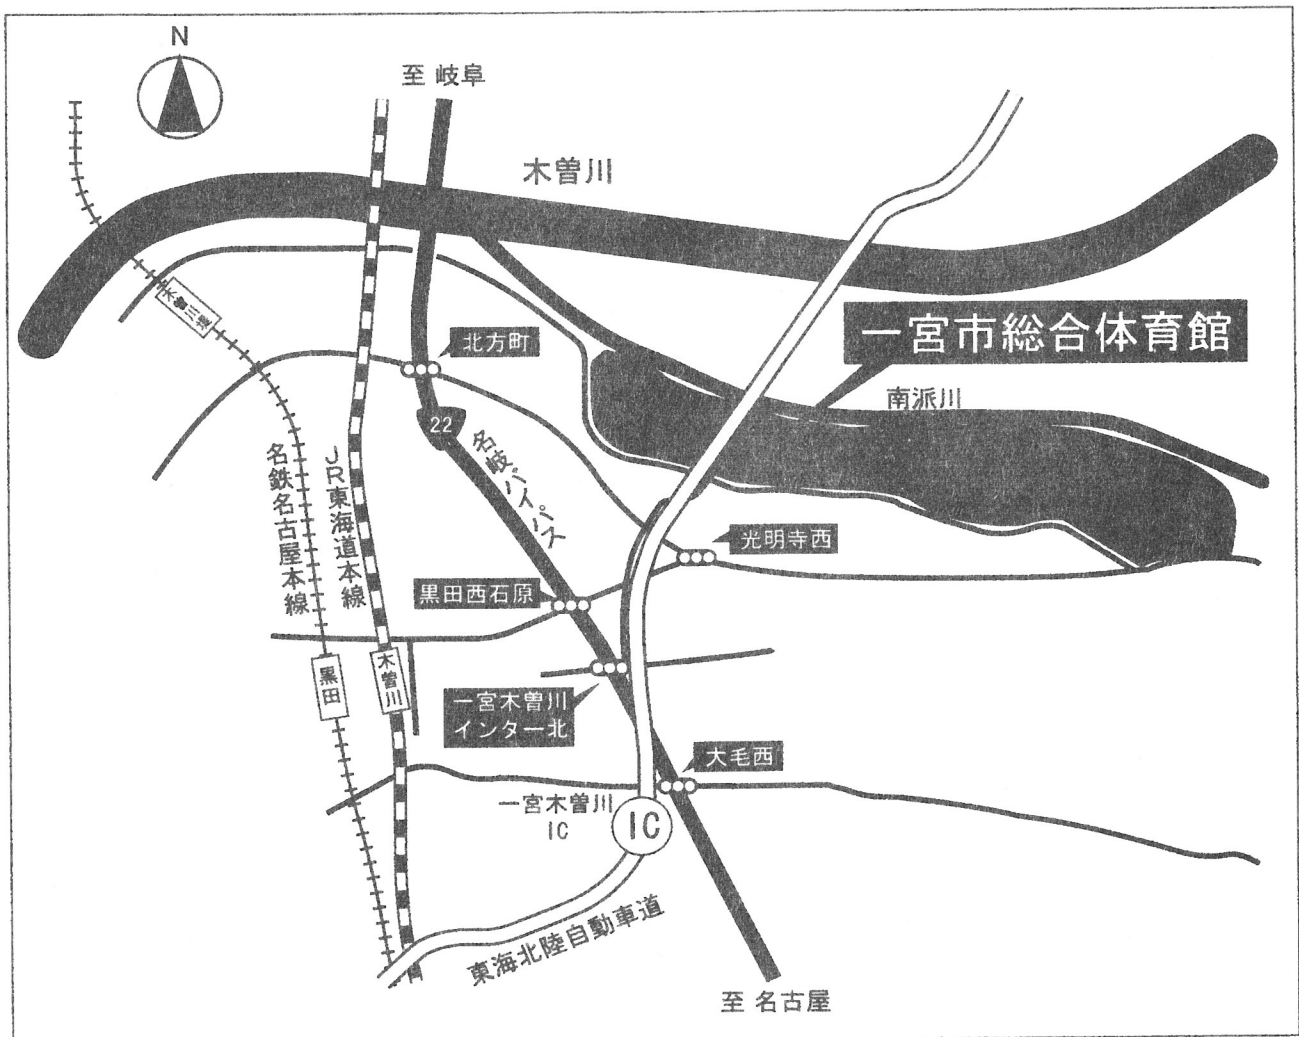 N
至 岐阜
木曽川
一宮市総合体育館
木曽川堤
北方町
南派川
22
名岐バイパス
JR東海道本線
名鉄名古屋本線
光明寺西
黒田西石原
黒田
木曽川
一宮木曽川
インター北
大毛西
一宮木曽川
IC
IC
東海北陸自動車道
至 名古屋